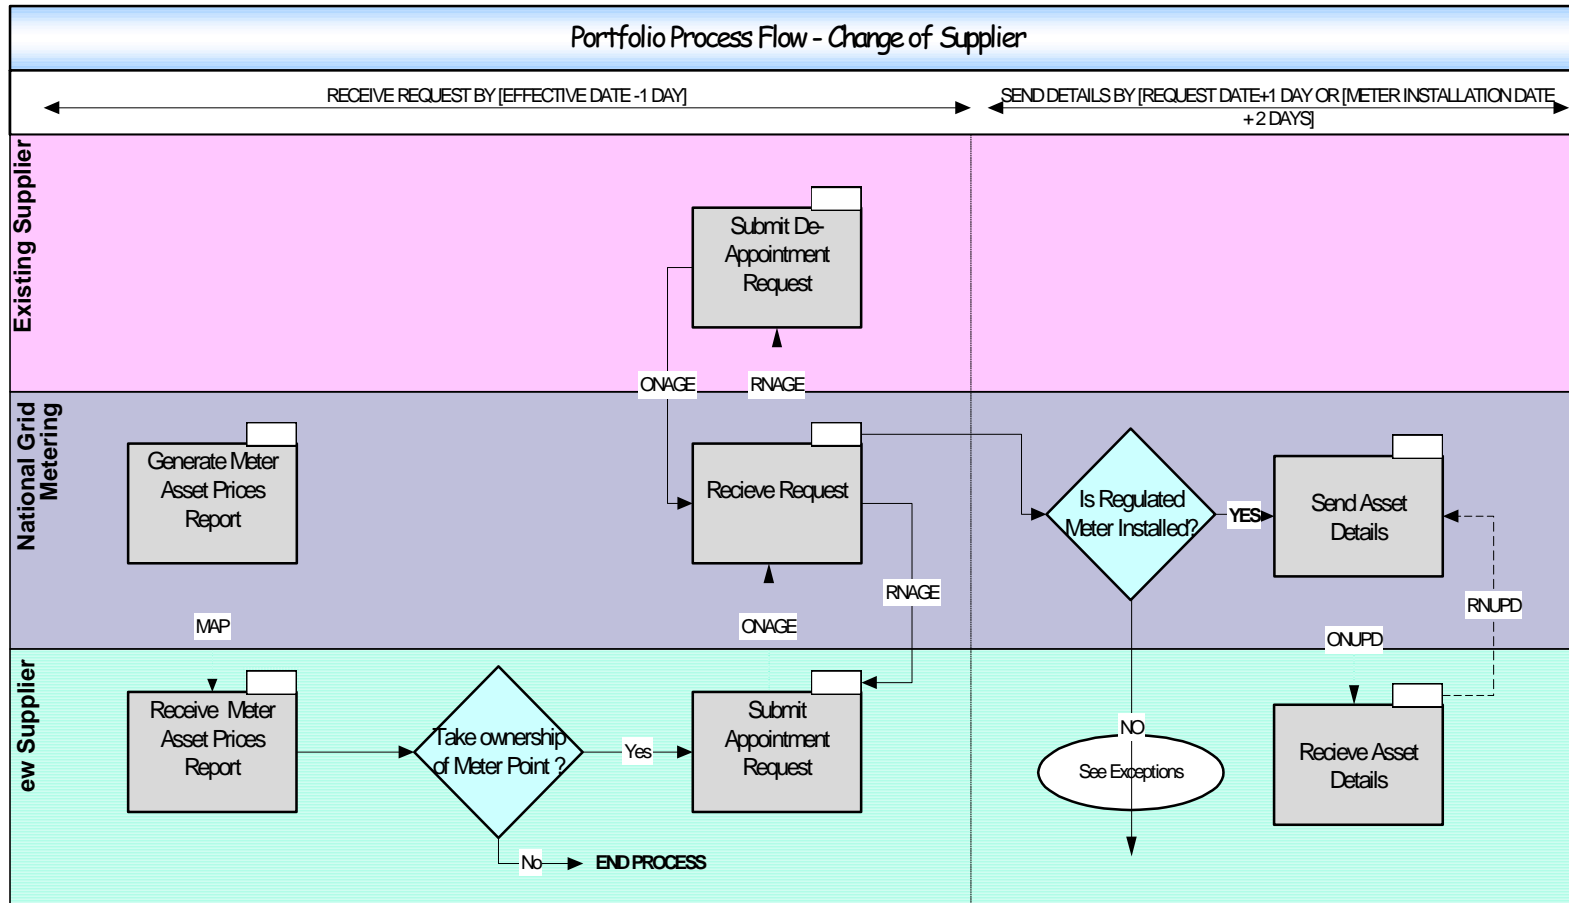 Portfolio Process Flow - Change of Supplier
RECEIVE REQUEST BY [EFFECTIVE DATE -1 DAY]
SEND DETAILS BY [REQUEST DATE+1 DAY OR [METER INSTALLATION DATE
+ 2 DAYS]
Existing Supplier
Submit De-
Appointment
Request
ONAGE
RNAGE
National Grid
Metering
Generate Meter
Asset Prices
Report
Recieve Request
Is Regulated
Meter Installed?
YES
Send Asset
Details
RNAGE
RNUPD
MAP
ONAGE
ONUPD
ew Supplier
Receive Meter
Asset Prices
Report
Take ownership
of Meter Point ?
Yes
Submit
Appointment
Request
NO
See Exceptions
Recieve Asset
Details
No
END PROCESS